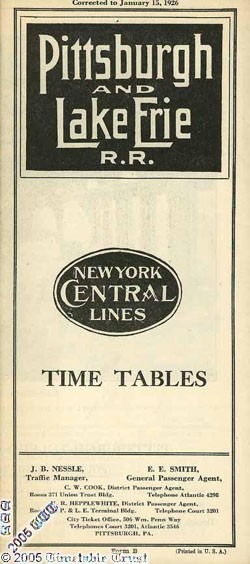 Corrected to January 15, 1926
Pittsburgh
AND
Lake Erie
R.R.
NEW YORK
CENTRAL
LINES
TIME TABLES
J. B. NESSLE, E. E. SMITH,
Traffic Manager, General Passenger Agent,
C. W. COOK, District Passenger Agent,
Room 371 Union Trust Bldg. Telephone Atlantic 4298
R. HEPPLEWHITE, District Passenger Agent,
P. & L. E. Terminal Bldg. Telephone Court 3201
City Ticket Office, 506 Wm. Penn Way
Telephones Court 3201, Atlantic 3546
PITTSBURGH, PA.
Form B (Printed in U. S. A.)
2005
© 2005 Timetable Trust